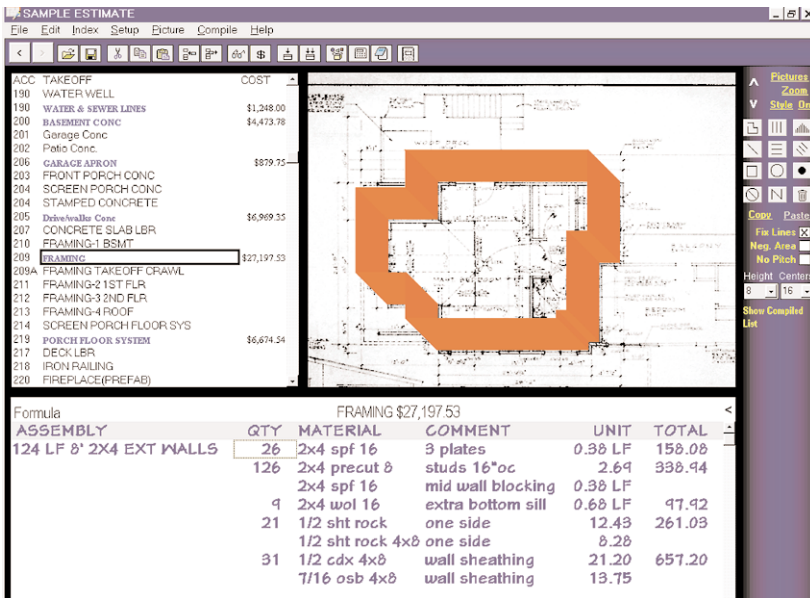 SAMPLE ESTIMATE
File Edit Index Setup Picture Compile Help
ACC TAKEOFF COST
190 WATER WELL
190 WATER & SEWER LINES $1,248.00
200 BASEMENT CONC $4,473.78
201 Garage Conc
202 Patio Conc.
206 GARAGE APRON $879.75
203 FRONT PORCH CONC
204 SCREEN PORCH CONC
204 STAMPED CONCRETE
205 Drive/walks Conc $6,969.35
207 CONCRETE SLAB LBR
210 FRAMING-1 BSMT
209 FRAMING $27,197.53
209A FRAMING TAKEOFF CRAWL
211 FRAMING-2 1ST FLR
212 FRAMING-3 2ND FLR
213 FRAMING-4 ROOF
214 SCREEN PORCH FLOOR SYS
219 PORCH FLOOR SYSTEM $6,674.54
217 DECK LBR
218 IRON RAILING
220 FIREPLACE(PREFAB)
Pictures
Zoom
Style On
Copy Paste
Fix Lines X
Neg. Area
No Pitch
Height Centers
8 16
Show Compiled
List
Formula FRAMING $27,197.53 <
ASSEMBLY QTY MATERIAL COMMENT UNIT TOTAL
124 LF 8' 2X4 EXT WALLS 26 2x4 spf 16 3 plates 0.38 LF 158.08
126 2x4 precut 8 studs 16"oc 2.69 338.94
2x4 spf 16 mid wall blocking 0.38 LF
9 2x4 wol 16 extra bottom sill 0.68 LF 97.92
21 1/2 sht rock one side 12.43 261.03
1/2 sht rock 4x8 one side 8.28
31 1/2 cdx 4x8 wall sheathing 21.20 657.20
7/16 osb 4x8 wall sheathing 13.75